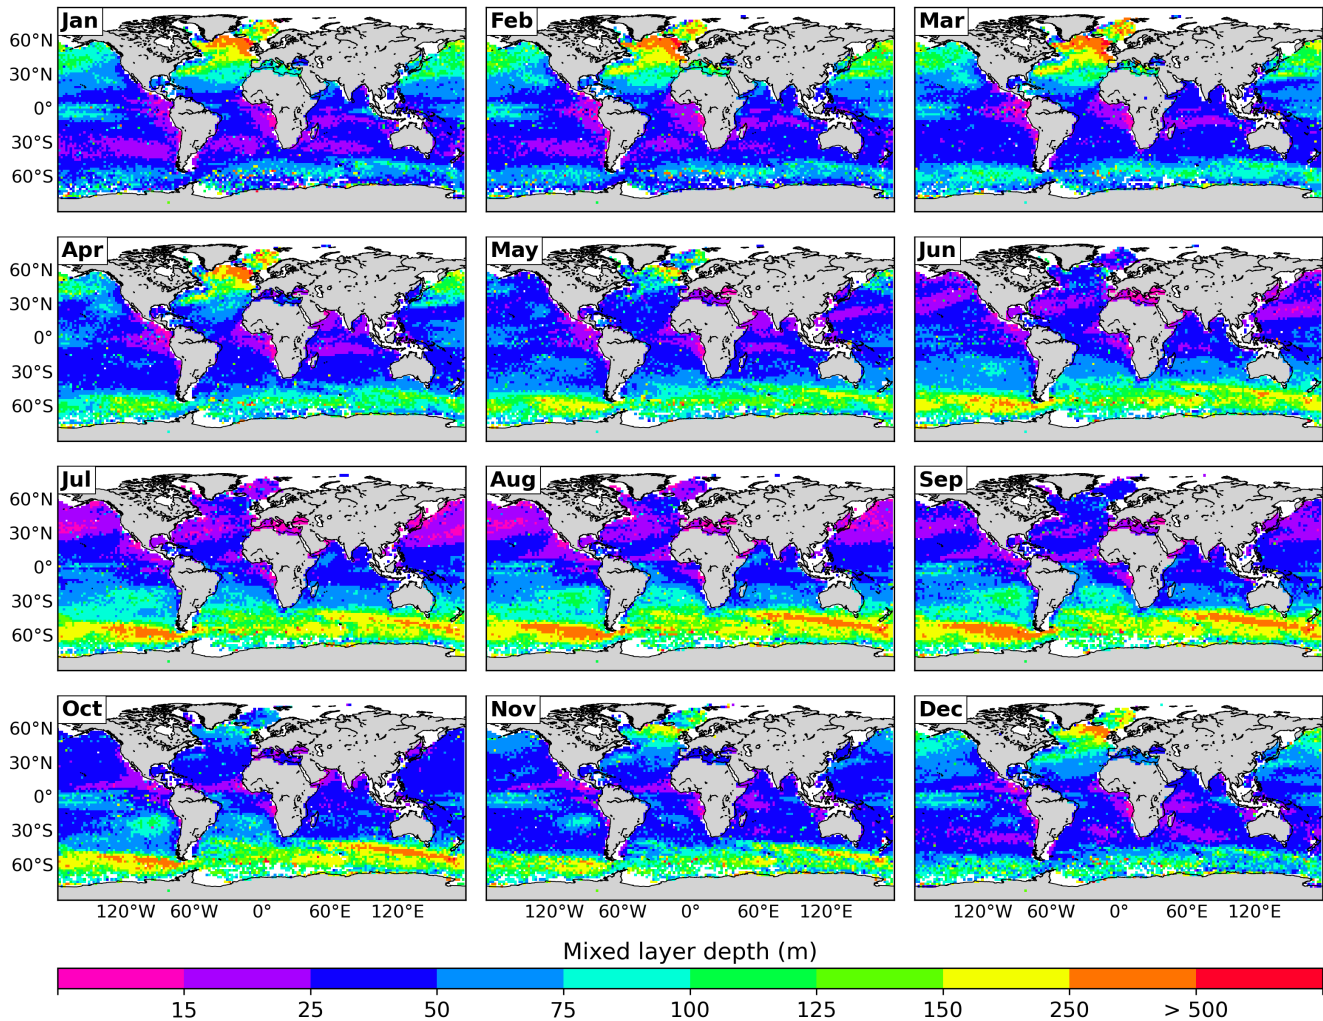 Jan Feb Mar
60°N
30°N
0°
30°S
60°S
Apr May Jun
60°N
30°N
0°
30°S
60°S
Jul Aug Sep
60°N
30°N
0°
30°S
60°S
Oct Nov Dec
60°N
30°N
0°
30°S
60°S
120°W 60°W 0° 60°E 120°E 120°W 60°W 0° 60°E 120°E 120°W 60°W 0° 60°E 120°E
Mixed layer depth (m)
15 25 50 75 100 125 150 250 > 500